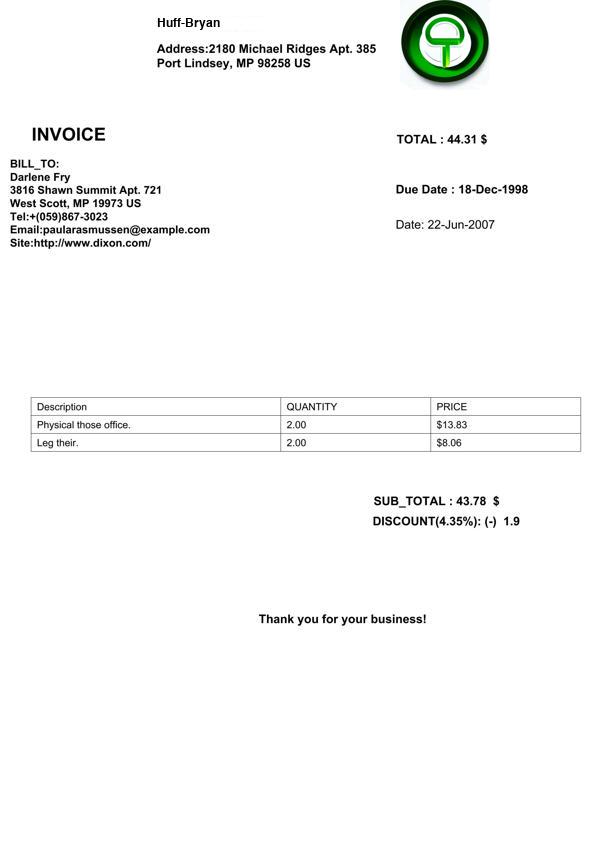 Huff-Bryan
Address:2180 Michael Ridges Apt. 385
Port Lindsey, MP 98258 US
INVOICE
TOTAL : 44.31 $
BILL_TO:
Darlene Fry
3816 Shawn Summit Apt. 721
West Scott, MP 19973 US
Tel:+(059)867-3023
Email:paularasmussen@example.com
Site:http://www.dixon.com/
Due Date : 18-Dec-1998
Date: 22-Jun-2007
Description QUANTITY PRICE
Physical those office. 2.00 $13.83
Leg their. 2.00 $8.06
SUB_TOTAL : 43.78 $
DISCOUNT(4.35%): (-) 1.9
Thank you for your business!